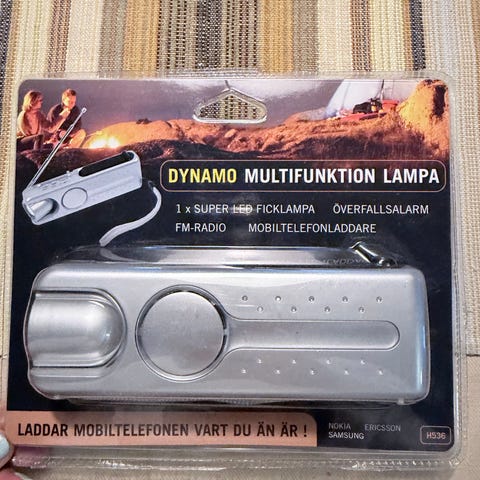 DYNAMO MULTIFUNKTION LAMPA
1 x SUPER LED FICKLAMPA ÖVERFALLSALARM
FM-RADIO MOBILTELEFONLADDARE
LADDAR MOBILTELEFONEN VART DU ÄN ÄR !
NOKIA ERICSSON
SAMSUNG
H536